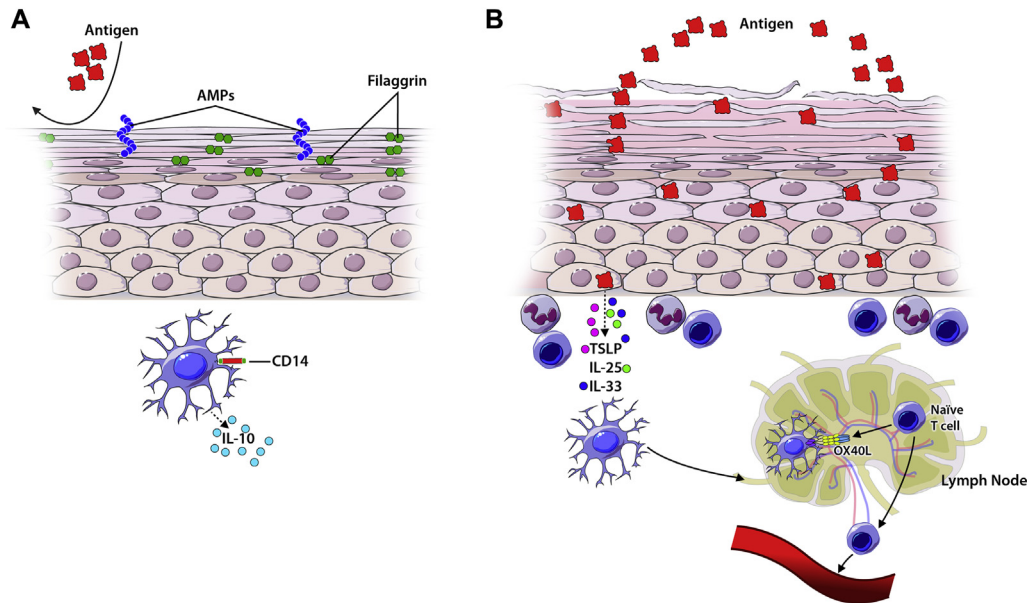 A
Antigen
AMPs
Filaggrin
CD14
IL-10
B
Antigen
TSLP
IL-25
IL-33
Naïve
T cell
OX40L
Lymph Node